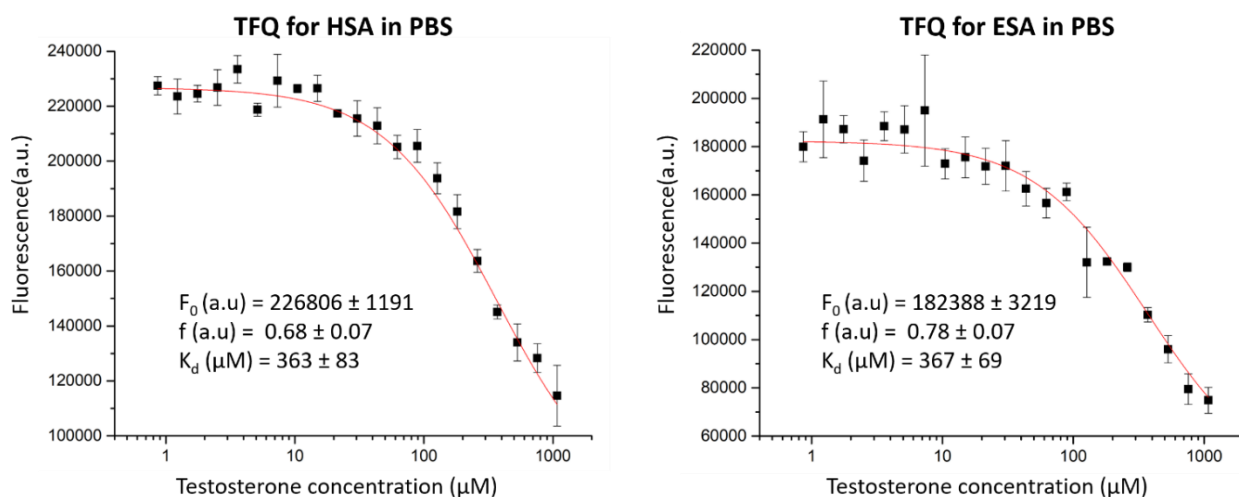 TFQ for HSA in PBS
240000
220000
200000
180000
160000
140000
120000
100000
Fluorescence(a.u.)
F₀ (a.u) = 226806 ± 1191
f (a.u) = 0.68 ± 0.07
K_d (µM) = 363 ± 83
1
10
100
1000
Testosterone concentration (µM)
TFQ for ESA in PBS
220000
200000
180000
160000
140000
120000
100000
80000
60000
Fluorescence(a.u.)
F₀ (a.u) = 182388 ± 3219
f (a.u) = 0.78 ± 0.07
K_d (µM) = 367 ± 69
1
10
100
1000
Testosterone concentration (µM)